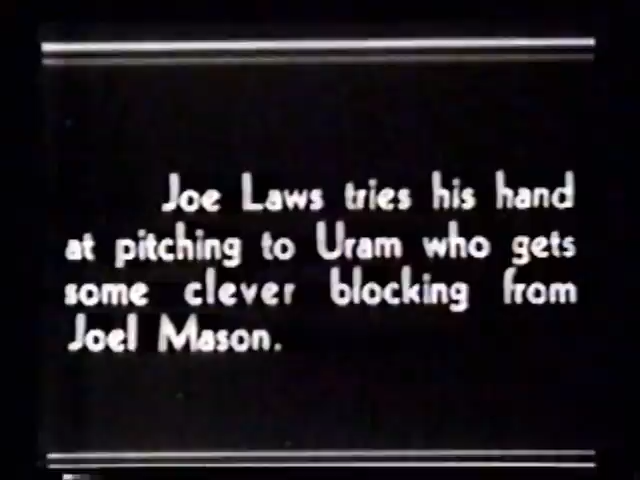 Joe Laws tries his hand
at pitching to Uram who gets
some clever blocking from
Joel Mason.